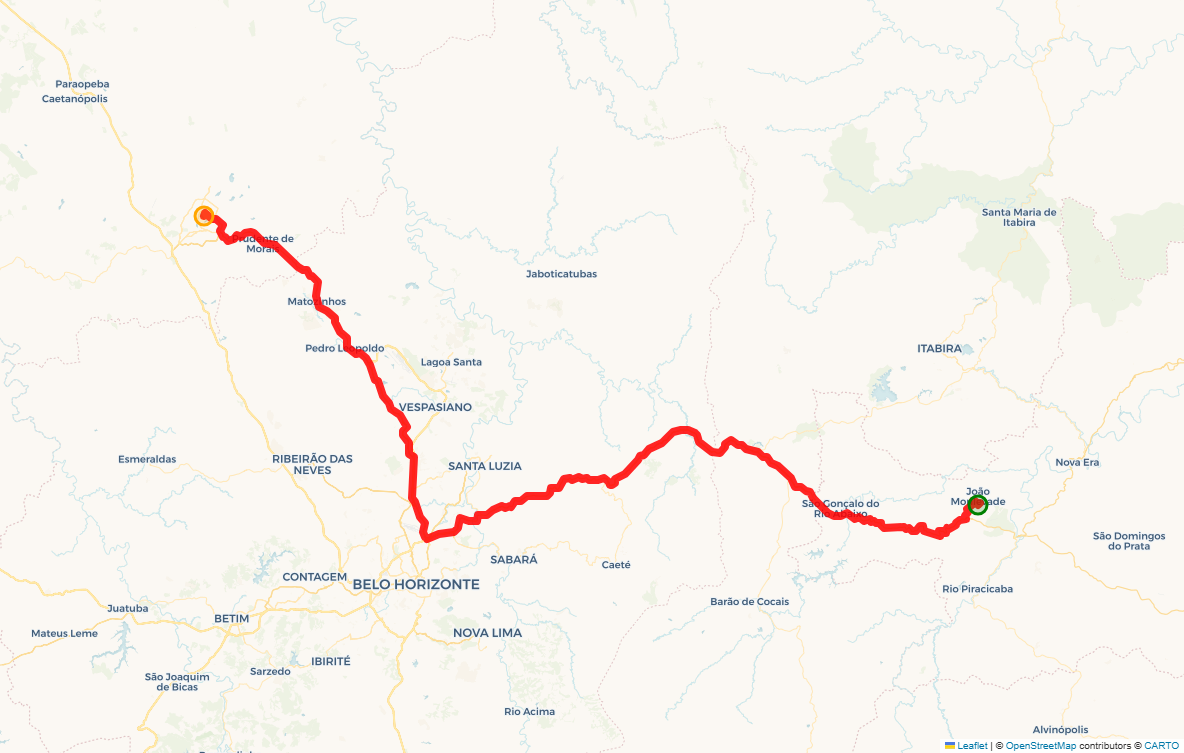 Paraopeba
Caetanópolis
Santa Maria de
Itabira
Prudente de
Morais
Jaboticatubas
Matozinhos
Pedro Leopoldo
ITABIRA
Lagoa Santa
VESPASIANO
Esmeraldas
RIBEIRÃO DAS
NEVES
SANTA LUZIA
Nova Era
João
Monlevade
São Gonçalo do
Rio Abaixo
São Domingos
do Prata
SABARÁ
Caeté
CONTAGEM
BELO HORIZONTE
Rio Piracicaba
Barão de Cocais
Juatuba
BETIM
Mateus Leme
NOVA LIMA
IBIRITÉ
Sarzedo
São Joaquim
de Bicas
Rio Acima
Alvinópolis
Leaflet | © OpenStreetMap contributors © CARTO